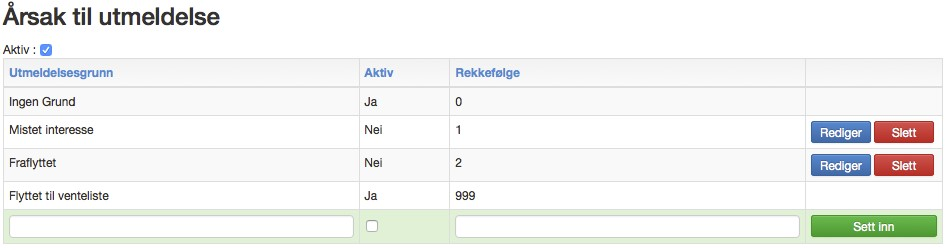 Årsak til utmeldelse
Aktiv :
Utmeldelsesgrunn Aktiv Rekkefølge
Ingen Grund Ja 0
Mistet interesse Nei 1 Rediger Slett
Fraflyttet Nei 2 Rediger Slett
Flyttet til venteliste Ja 999
Sett inn